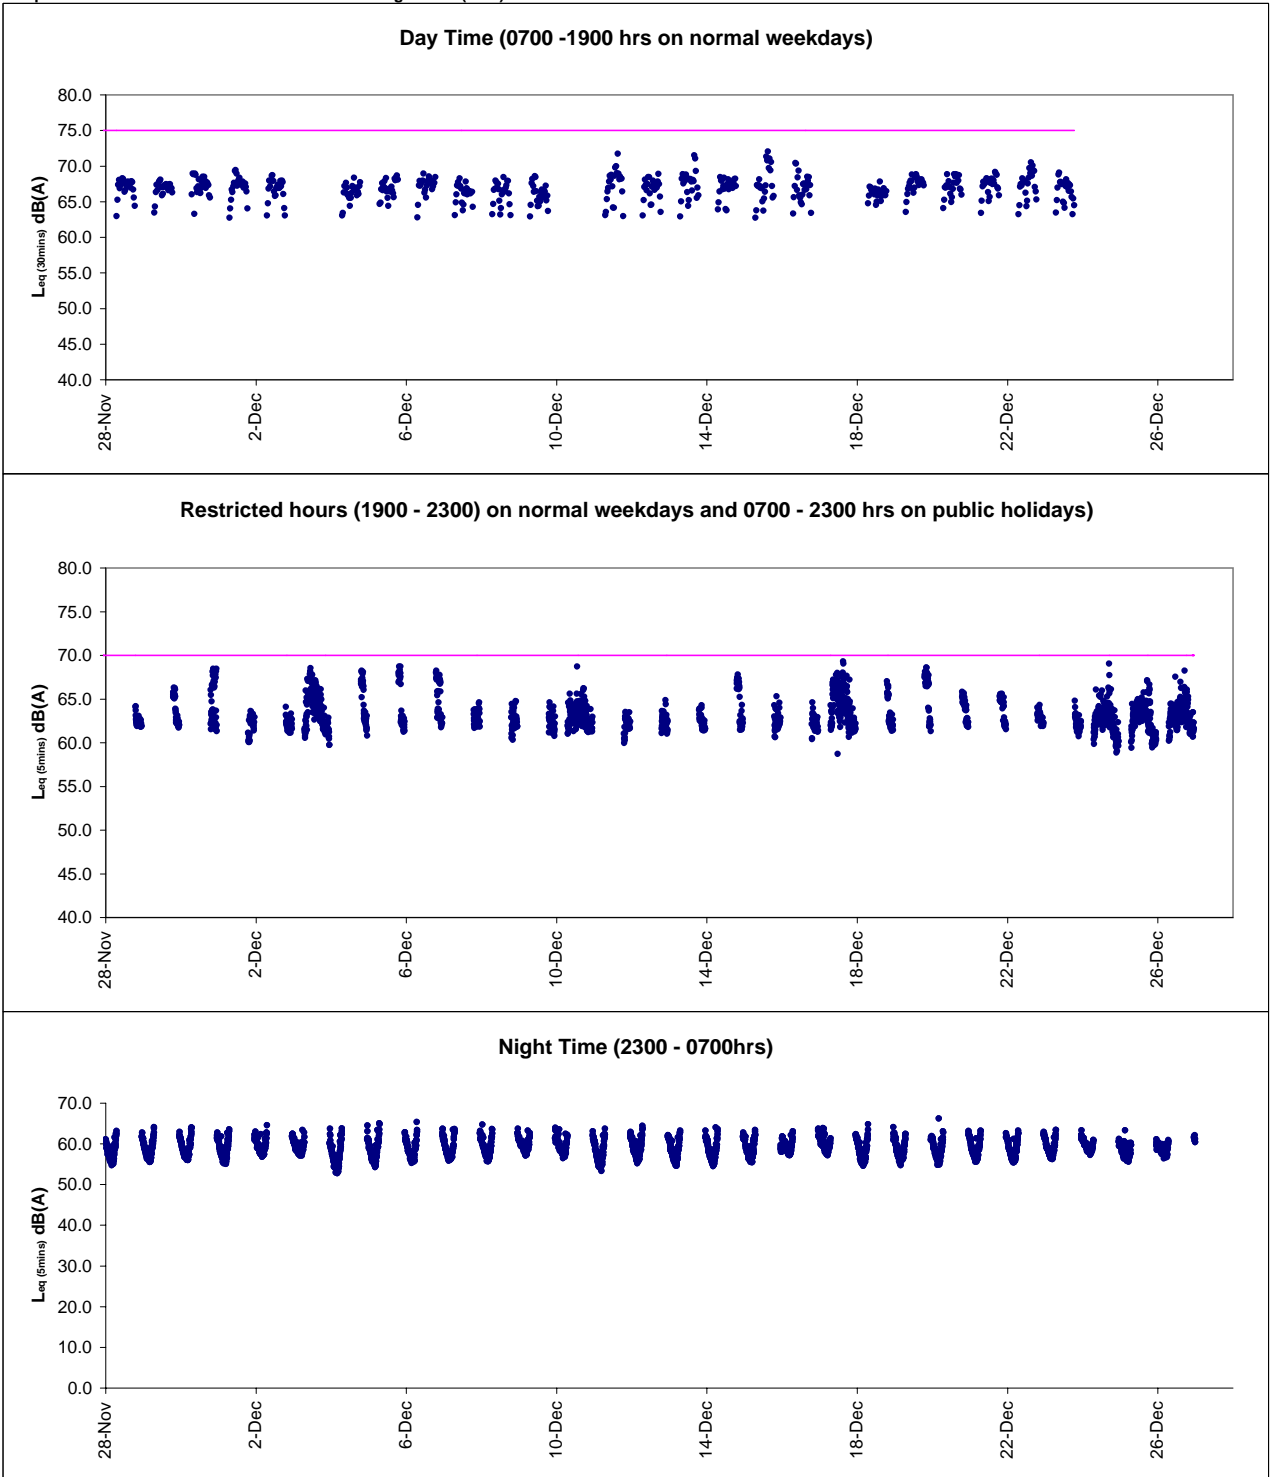 Day Time (0700 -1900 hrs on normal weekdays)
80.0
75.0
70.0
65.0
60.0
55.0
50.0
45.0
40.0
Leq (30mins) dB(A)
28-Nov
2-Dec
6-Dec
10-Dec
14-Dec
18-Dec
22-Dec
26-Dec
Restricted hours (1900 - 2300) on normal weekdays and 0700 - 2300 hrs on public holidays)
80.0
75.0
70.0
65.0
60.0
55.0
50.0
45.0
40.0
Leq (5mins) dB(A)
28-Nov
2-Dec
6-Dec
10-Dec
14-Dec
18-Dec
22-Dec
26-Dec
Night Time (2300 - 0700hrs)
70.0
60.0
50.0
40.0
30.0
20.0
10.0
0.0
Leq (5mins) dB(A)
28-Nov
2-Dec
6-Dec
10-Dec
14-Dec
18-Dec
22-Dec
26-Dec